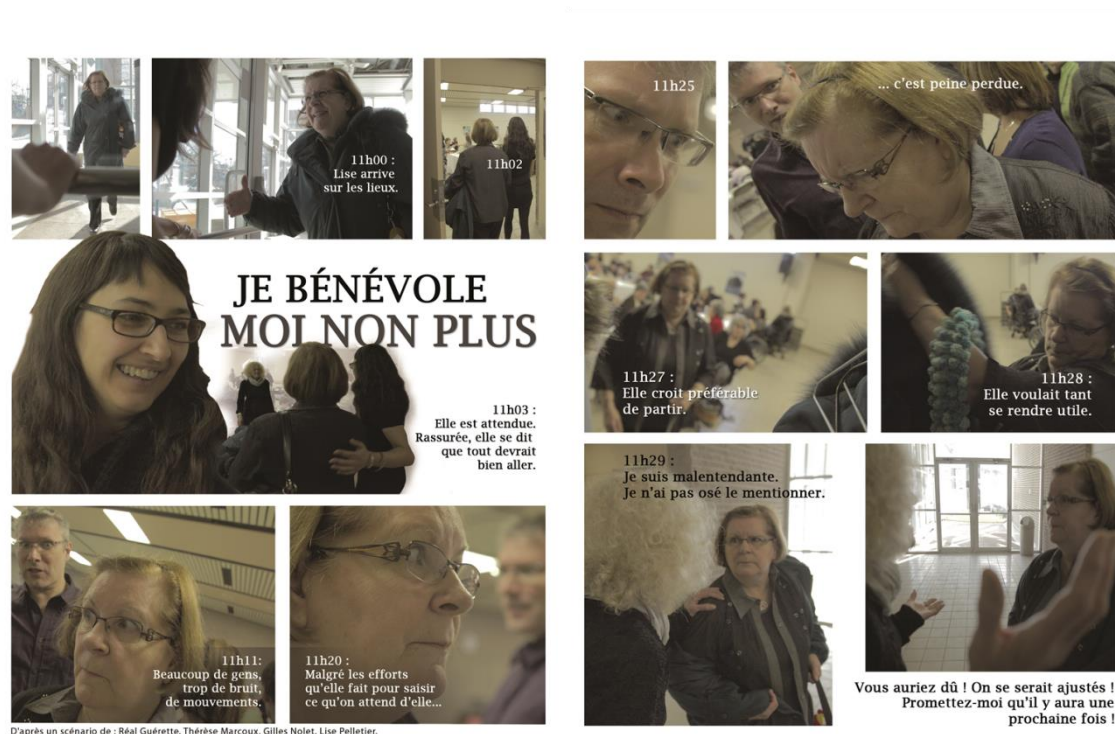 11h00 :
Lise arrive
sur les lieux.
11h02
JE BÉNÉVOLE
MOI NON PLUS
11h03 :
Elle est attendue.
Rassurée, elle se dit
que tout devrait
bien aller.
11h11:
Beaucoup de gens,
trop de bruit,
de mouvements.
11h20 :
Malgré les efforts
qu'elle fait pour saisir
ce qu'on attend d'elle...
D'après un scénario de : Réal Guérette, Thérèse Marcoux, Gilles Nolet, Lise Pelletier.
11h25
... c'est peine perdue.
11h27 :
Elle croit préférable
de partir.
11h28 :
Elle voulait tant
se rendre utile.
11h29 :
Je suis malentendante.
Je n'ai pas osé le mentionner.
Vous auriez dû ! On se serait ajustés !
Promettez-moi qu'il y aura une
prochaine fois !